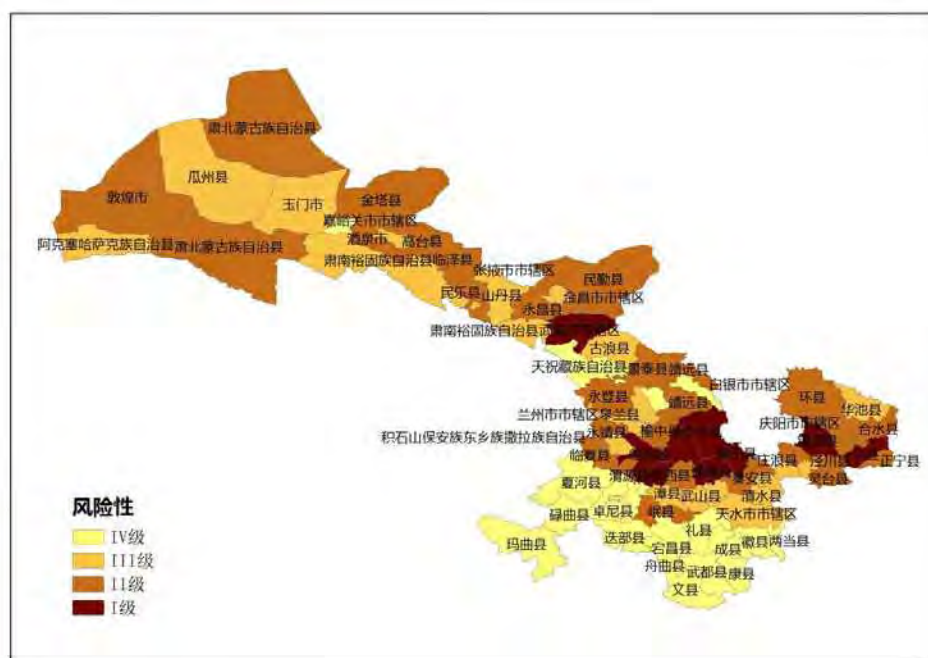 肃北蒙古族自治县
瓜州县
敦煌市
玉门市
金塔县
嘉峪关市市辖区
阿克塞哈萨克族自治县
肃北蒙古族自治县
酒泉市
高台县
肃南裕固族自治县
临泽县
张掖市市辖区
民勤县
民乐县
山丹县
金昌市市辖区
永昌县
肃南裕固族自治县
古浪县
天祝藏族自治县
景泰县
靖远县
白银市市辖区
永登县
靖远县
环县
华池县
兰州市市辖区
皋兰县
庆阳市市辖区
合水县
积石山保安族东乡族撒拉族自治县
永靖县
榆中县
临夏县
庄浪县
泾川县
正宁县
夏河县
秦安县
灵台县
漳县
武山县
清水县
碌曲县
卓尼县
岷县
天水市市辖区
玛曲县
迭部县
礼县
宕昌县
成县
徽县
两当县
舟曲县
武都县
康县
文县
风险性
IV级
III级
II级
I级